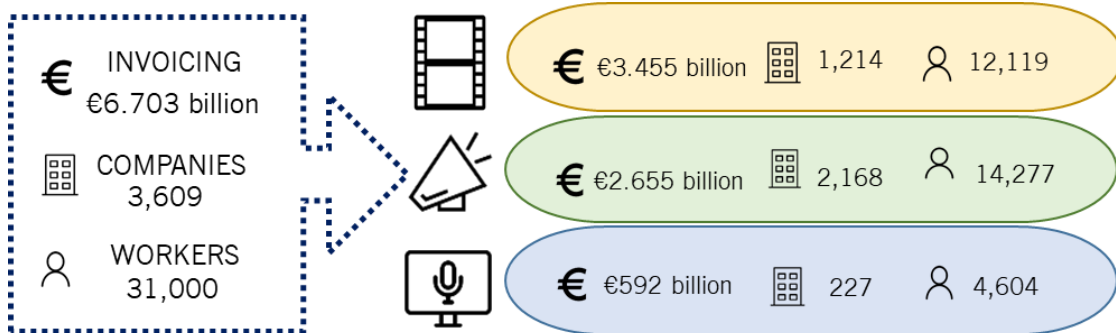 € INVOICING
€6.703 billion
COMPANIES
3,609
WORKERS
31,000
€ €3.455 billion 1,214 12,119
€ €2.655 billion 2,168 14,277
€ €592 billion 227 4,604